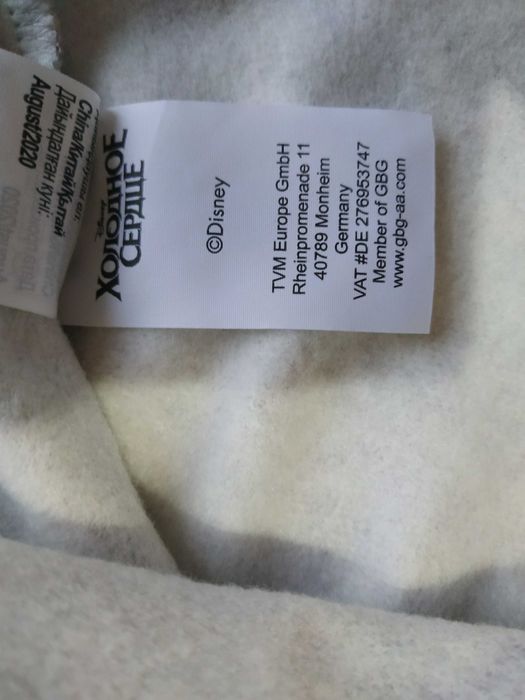 Disney
ХОЛОДНОЕ
СЕРДЦЕ
©Disney
TVM Europe GmbH
Rheinpromenade 11
40789 Monheim
Germany
VAT #DE 276953747
Member of GBG
www.gbg-aa.com
China/Китай/Қытай
Дайындалған күні:
August/2020